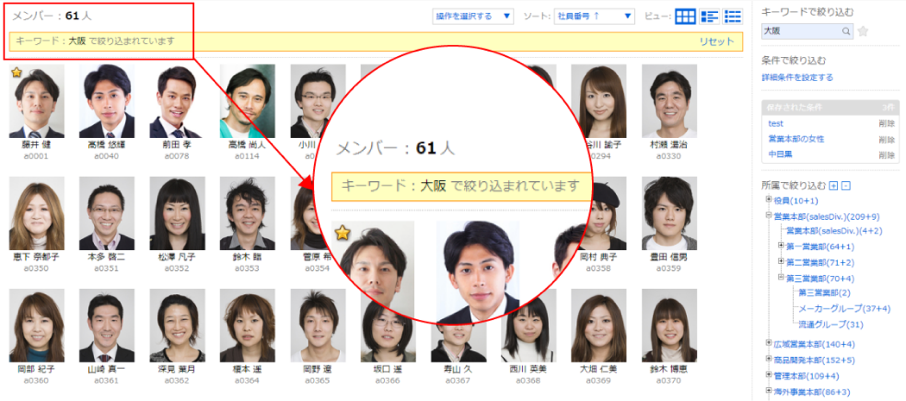 メンバー：61人
操作を選択する ▼ ソート: 社員番号 ↑ ▼ ビュー:
キーワード：大阪 で絞り込まれています リセット
藤井 健
a0001
高橋 悠緒
a0040
前田 孝
a0078
高橋 尚人
a0114
小川
谷川 諭子
0294
村瀬 湛治
a0330
メンバー：61人
キーワード：大阪 で絞り込まれています
恵下 奈都子
a0350
本多 啓二
a0351
松澤 凡子
a0352
鈴木 聡
a0353
菅原 希
a0354
岡村 典子
a0358
豊田 信男
a0359
岡部 紀子
a0360
山崎 真一
a0361
深見 葉月
a0362
榎本 遥
a0364
岡野 遼
a0365
坂口 遥
a0366
寿山 久
a0367
西川 英美
a0368
大畑 仁美
a0369
鈴木 博恵
a0370
キーワードで絞り込む
大阪
条件で絞り込む
詳細条件を設定する
保存された条件 3件
test 削除
営業本部の女性 削除
中目黒 削除
所属で絞り込む
役員(10+1)
営業本部(salesDiv.)(209+9)
営業本部(salesDiv.)(4+2)
第一営業部(64+1)
第二営業部(71+2)
第三営業部(70+4)
第三営業部(2)
メーカーグループ(37+4)
流通グループ(31)
広域営業本部(140+4)
商品開発本部(152+5)
管理本部(109+4)
海外事業本部(86+3)